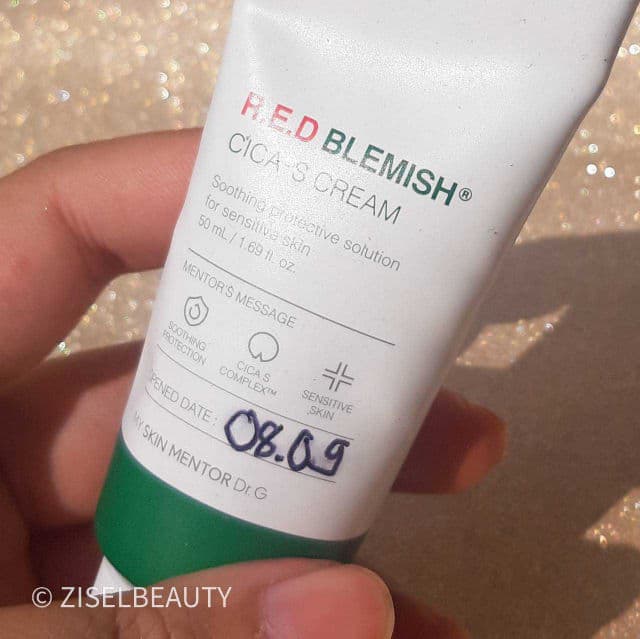 R.E.D BLEMISH®
CICA-S CREAM
Soothing protective solution
for sensitive skin
50 mL / 1.69 fl. oz.
MENTOR'S MESSAGE
SOOTHING
PROTECTION
CICA.S
COMPLEX™
SENSITIVE
SKIN
OPENED DATE : 08.09
MY SKIN MENTOR Dr.G
© ZISELBEAUTY